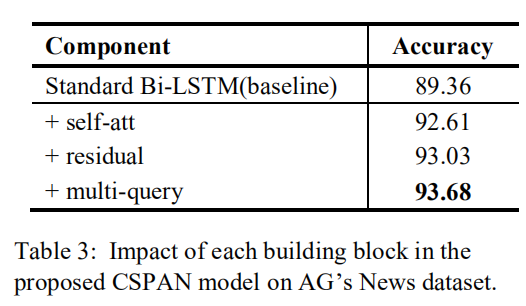 Component Accuracy
Standard Bi-LSTM(baseline) 89.36
+ self-att 92.61
+ residual 93.03
+ multi-query 93.68
Table 3: Impact of each building block in the
proposed CSPAN model on AG's News dataset.